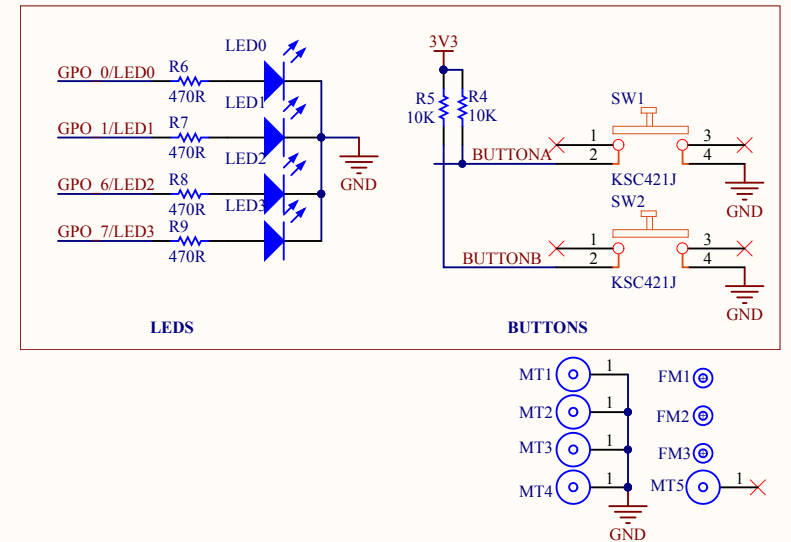 LED0
GPO_0/LED0
R6
470R
LED1
GPO_1/LED1
R7
470R
LED2
GPO_6/LED2
R8
470R
LED3
GPO_7/LED3
R9
470R
GND
LEDS
3V3
R5
10K
R4
10K
BUTTONA
SW1
1
2
3
4
KSC421J
GND
SW2
BUTTONB
1
2
3
4
KSC421J
GND
BUTTONS
MT1
1
MT2
1
MT3
1
MT4
1
GND
FM1
FM2
FM3
MT5
1